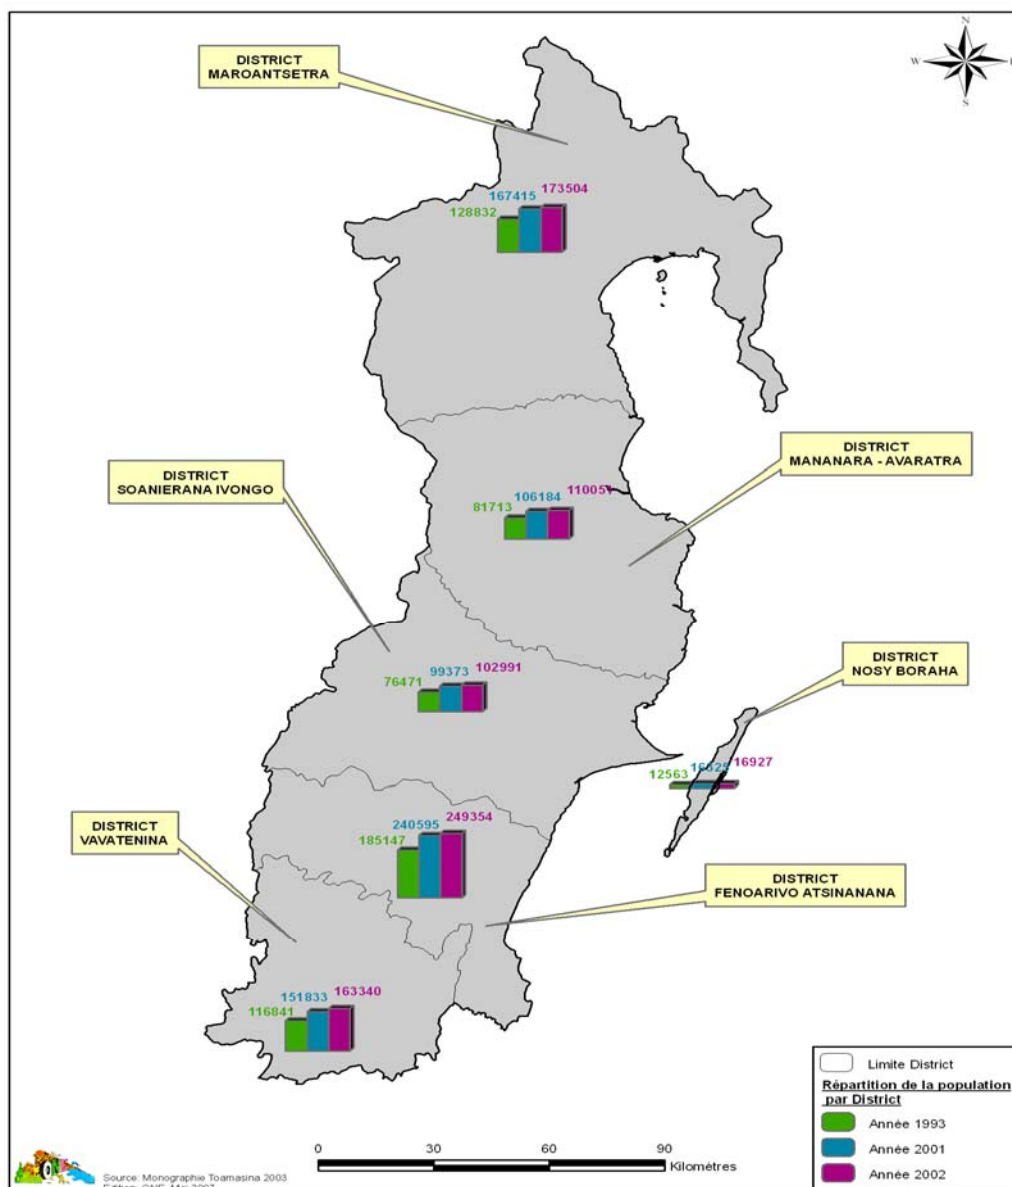 N
W
S
DISTRICT
MAROANTSETRA
167415
173504
128832
DISTRICT
MANANARA - AVARATRA
DISTRICT
SOANIERANA IVONGO
106184
81713
DISTRICT
NOSY BORAHA
99373
102991
76471
16927
12563
DISTRICT
VAVATENINA
240595
249354
185147
DISTRICT
FENOARIVO ATSINANANA
151833
163340
116841
Limite District
Répartition de la population
par District
Année 1993
Année 2001
Année 2002
0 30 60 90
Kilomètres
Source: Monographie Toamasina 2003